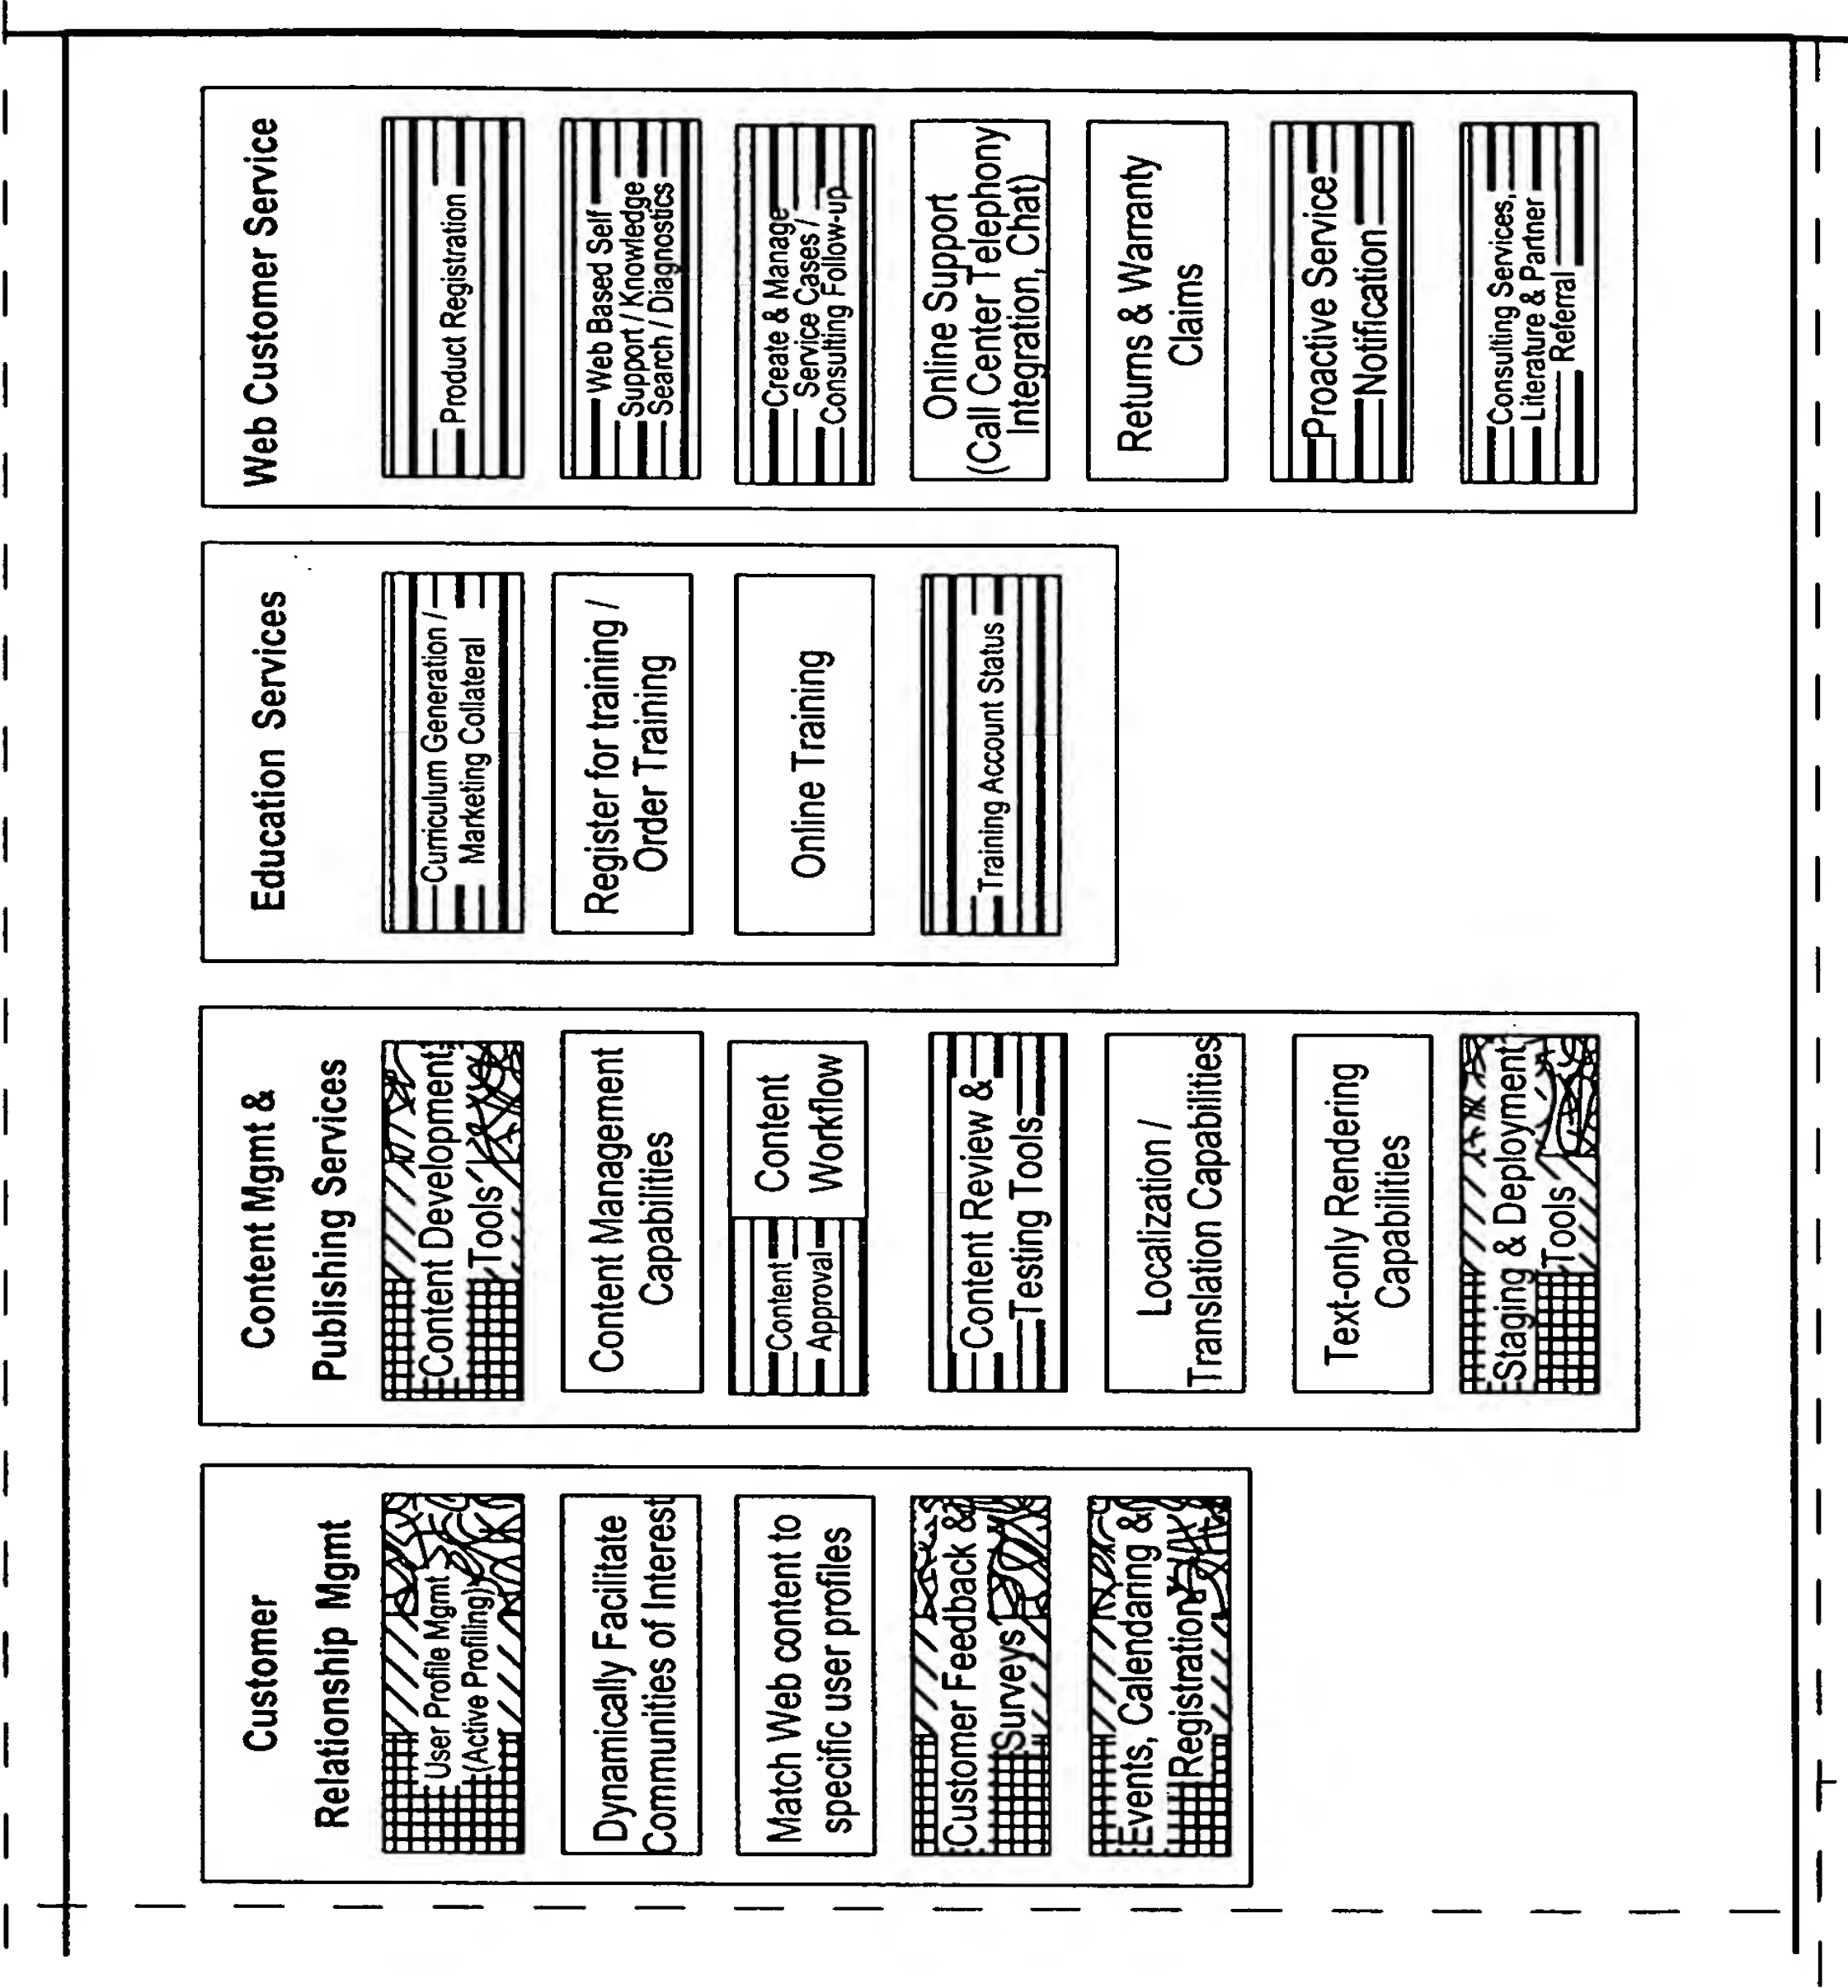 Customer
Relationship Mgmt
User Profile Mgmt
(Active Profiling)
Dynamically Facilitate
Communities of Interest
Match Web content to
specific user profiles
Customer Feedback &
Surveys
Events, Calendaring &
Registration
Content Mgmt &
Publishing Services
Content Development
Tools
Content Management
Capabilities
Content
Approval
Content
Workflow
Content Review &
Testing Tools
Localization /
Translation Capabilities
Text-only Rendering
Capabilities
Staging & Deployment
Tools
Education Services
Curriculum Generation /
Marketing Collateral
Register for training /
Order Training
Online Training
Training Account Status
Web Customer Service
Product Registration
Web Based Self
Support / Knowledge
Search / Diagnostics
Create & Manage
Service Cases /
Consulting Follow-up
Online Support
(Call Center Telephony
Integration, Chat)
Returns & Warranty
Claims
Proactive Service
Notification
Consulting Services,
Literature & Partner
Referral